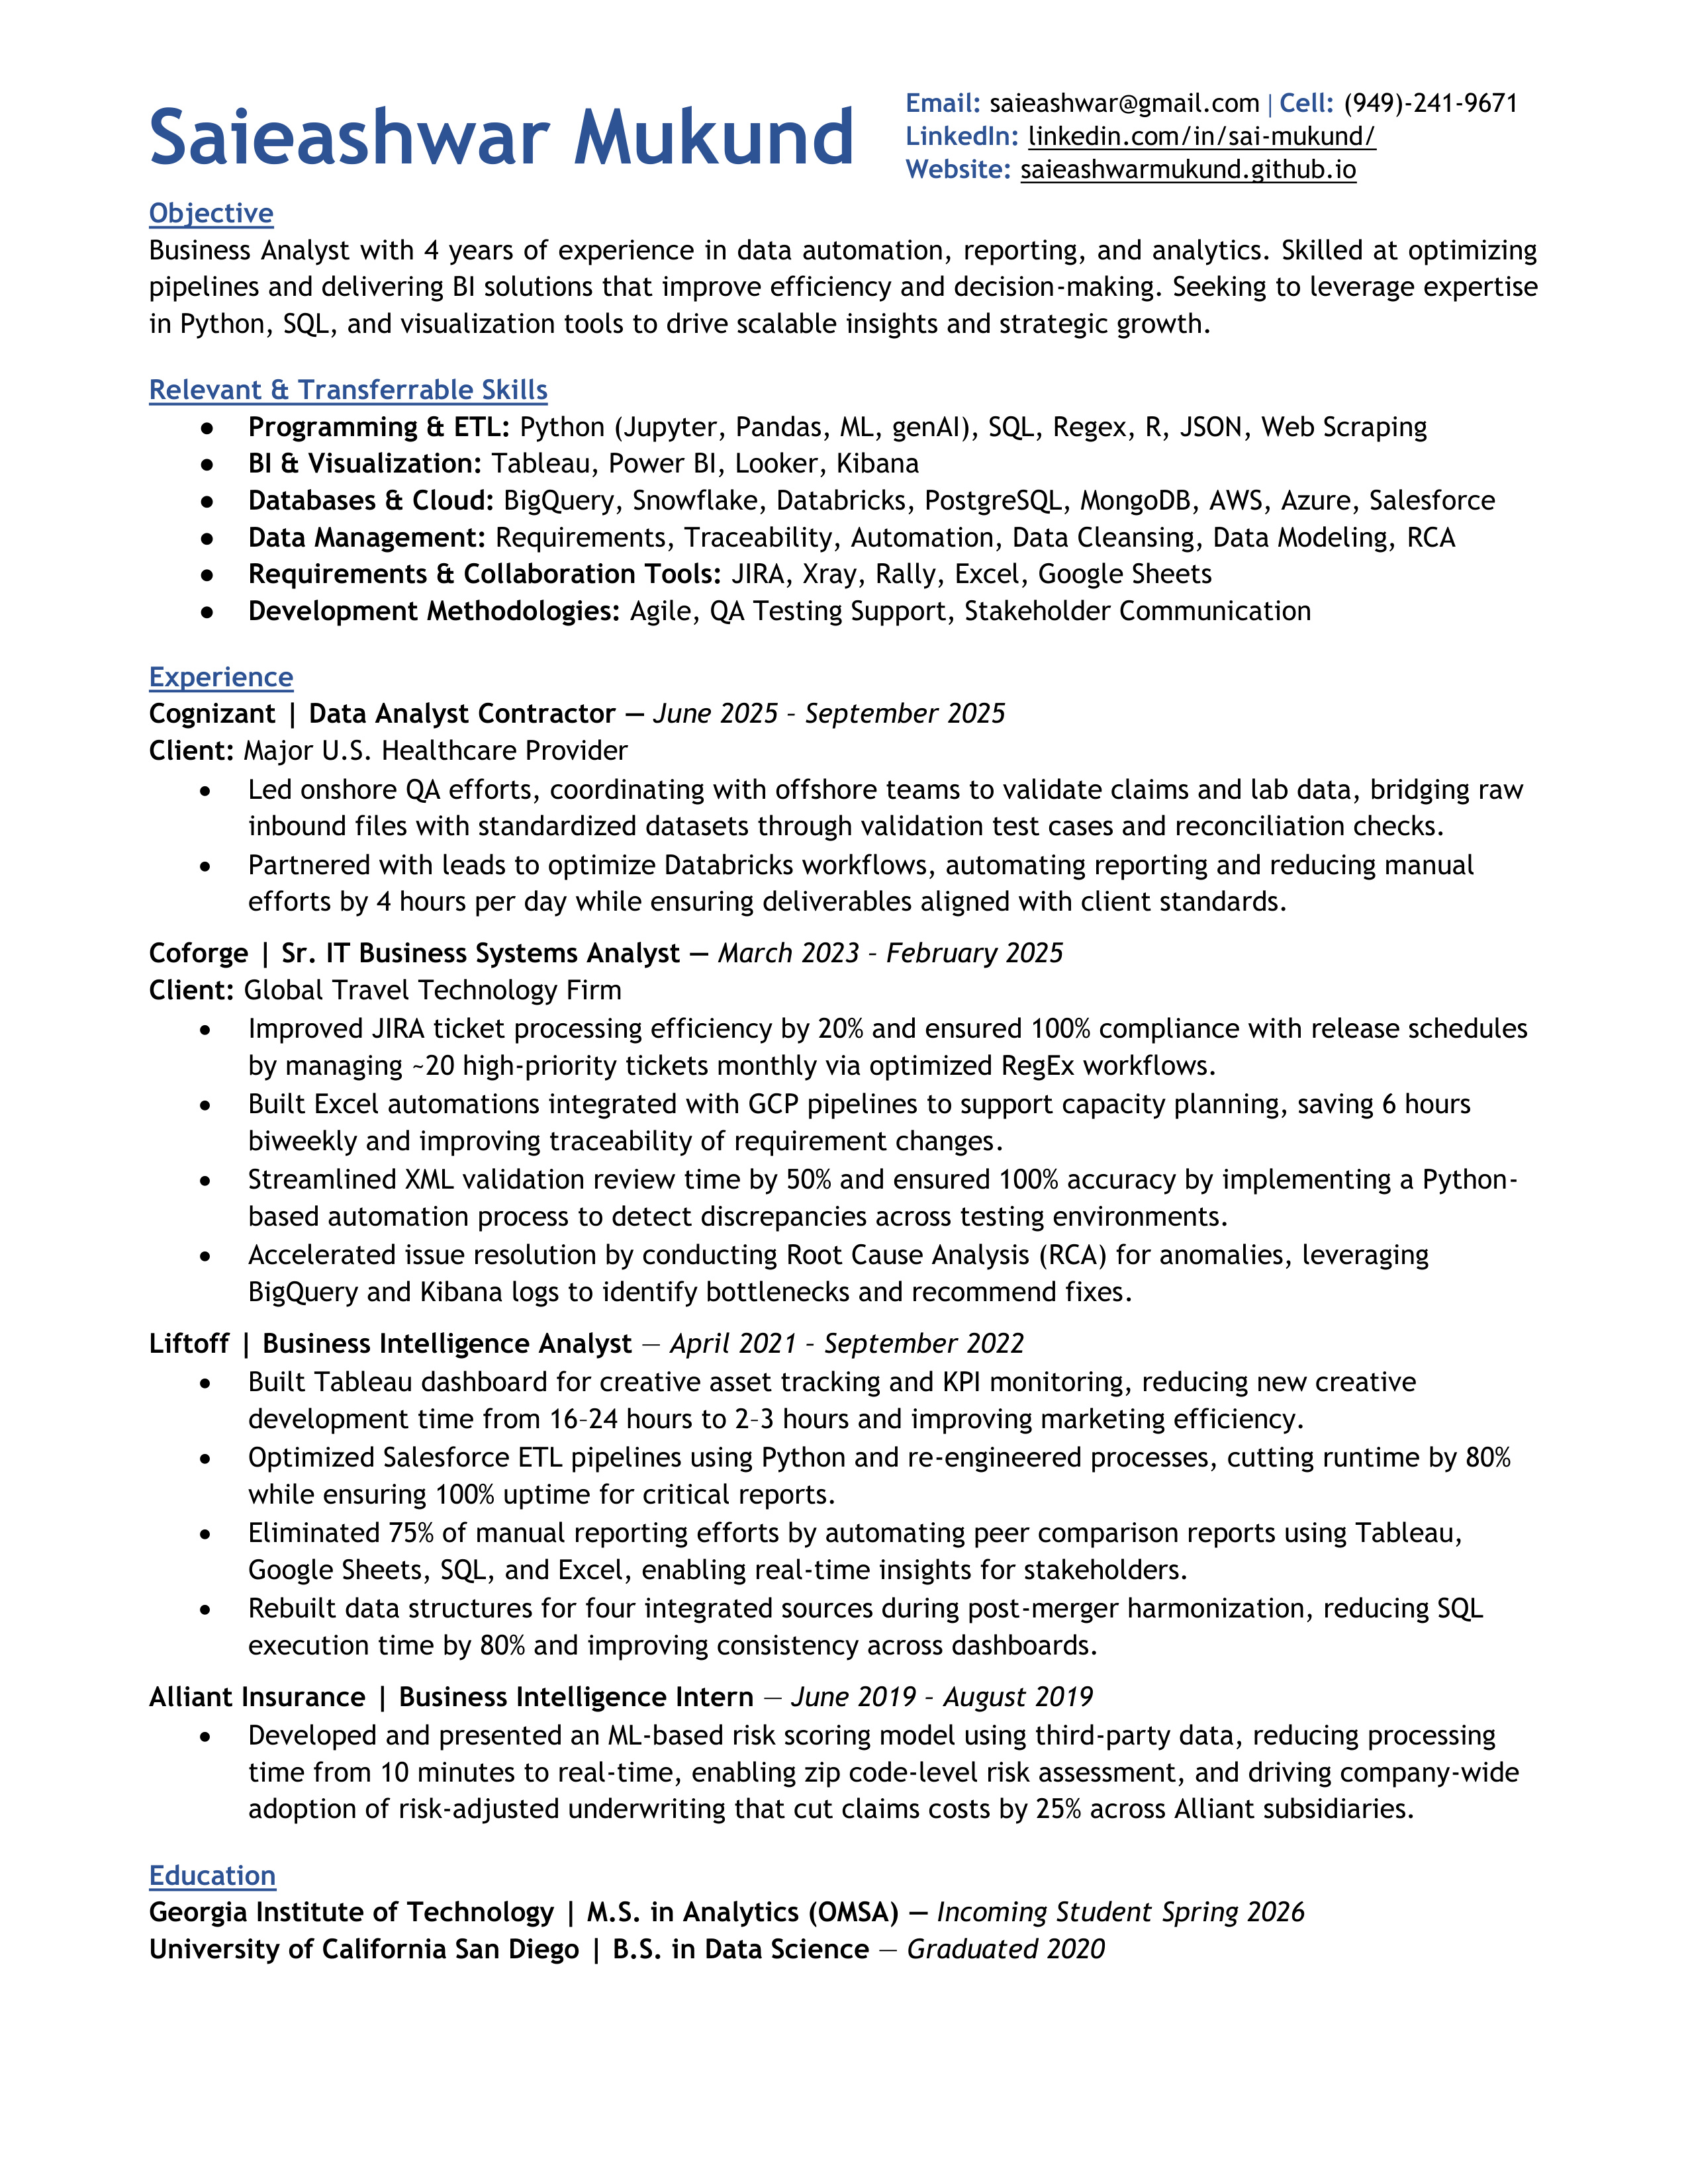 Saieashwar Mukund
Email: saieashwar@gmail.com | Cell: (949)-241-9671
LinkedIn: linkedin.com/in/sai-mukund/
Website: saieashwarmukund.github.io
Objective
Business Analyst with 4 years of experience in data automation, reporting, and analytics. Skilled at optimizing
pipelines and delivering BI solutions that improve efficiency and decision-making. Seeking to leverage expertise
in Python, SQL, and visualization tools to drive scalable insights and strategic growth.
Relevant & Transferrable Skills
● Programming & ETL: Python (Jupyter, Pandas, ML, genAI), SQL, Regex, R, JSON, Web Scraping
● BI & Visualization: Tableau, Power BI, Looker, Kibana
● Databases & Cloud: BigQuery, Snowflake, Databricks, PostgreSQL, MongoDB, AWS, Azure, Salesforce
● Data Management: Requirements, Traceability, Automation, Data Cleansing, Data Modeling, RCA
● Requirements & Collaboration Tools: JIRA, Xray, Rally, Excel, Google Sheets
● Development Methodologies: Agile, QA Testing Support, Stakeholder Communication
Experience
Cognizant | Data Analyst Contractor — June 2025 – September 2025
Client: Major U.S. Healthcare Provider
• Led onshore QA efforts, coordinating with offshore teams to validate claims and lab data, bridging raw
inbound files with standardized datasets through validation test cases and reconciliation checks.
• Partnered with leads to optimize Databricks workflows, automating reporting and reducing manual
efforts by 4 hours per day while ensuring deliverables aligned with client standards.
Coforge | Sr. IT Business Systems Analyst — March 2023 – February 2025
Client: Global Travel Technology Firm
• Improved JIRA ticket processing efficiency by 20% and ensured 100% compliance with release schedules
by managing ~20 high-priority tickets monthly via optimized RegEx workflows.
• Built Excel automations integrated with GCP pipelines to support capacity planning, saving 6 hours
biweekly and improving traceability of requirement changes.
• Streamlined XML validation review time by 50% and ensured 100% accuracy by implementing a Python-
based automation process to detect discrepancies across testing environments.
• Accelerated issue resolution by conducting Root Cause Analysis (RCA) for anomalies, leveraging
BigQuery and Kibana logs to identify bottlenecks and recommend fixes.
Liftoff | Business Intelligence Analyst — April 2021 – September 2022
• Built Tableau dashboard for creative asset tracking and KPI monitoring, reducing new creative
development time from 16–24 hours to 2–3 hours and improving marketing efficiency.
• Optimized Salesforce ETL pipelines using Python and re-engineered processes, cutting runtime by 80%
while ensuring 100% uptime for critical reports.
• Eliminated 75% of manual reporting efforts by automating peer comparison reports using Tableau,
Google Sheets, SQL, and Excel, enabling real-time insights for stakeholders.
• Rebuilt data structures for four integrated sources during post-merger harmonization, reducing SQL
execution time by 80% and improving consistency across dashboards.
Alliant Insurance | Business Intelligence Intern — June 2019 – August 2019
• Developed and presented an ML-based risk scoring model using third-party data, reducing processing
time from 10 minutes to real-time, enabling zip code-level risk assessment, and driving company-wide
adoption of risk-adjusted underwriting that cut claims costs by 25% across Alliant subsidiaries.
Education
Georgia Institute of Technology | M.S. in Analytics (OMSA) — Incoming Student Spring 2026
University of California San Diego | B.S. in Data Science — Graduated 2020